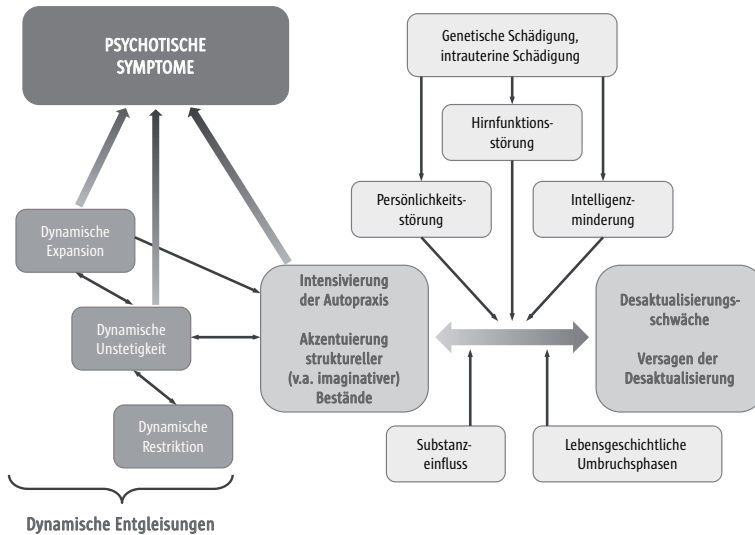 PSYCHOTISCHE
SYMPTOME
Genetische Schädigung,
intrauterine Schädigung
Hirnfunktions-
störung
Persönlichkeits-
störung
Intelligenz-
minderung
Dynamische
Expansion
Dynamische
Unstetigkeit
Dynamische
Restriktion
Intensivierung
der Autopraxis
Akzentuierung
struktureller
(v.a. imaginativer)
Bestände
Desaktualisierungs-
schwäche
Versagen der
Desaktualisierung
Substanz-
einfluss
Lebensgeschichtliche
Umbruchsphasen
Dynamische Entgleisungen